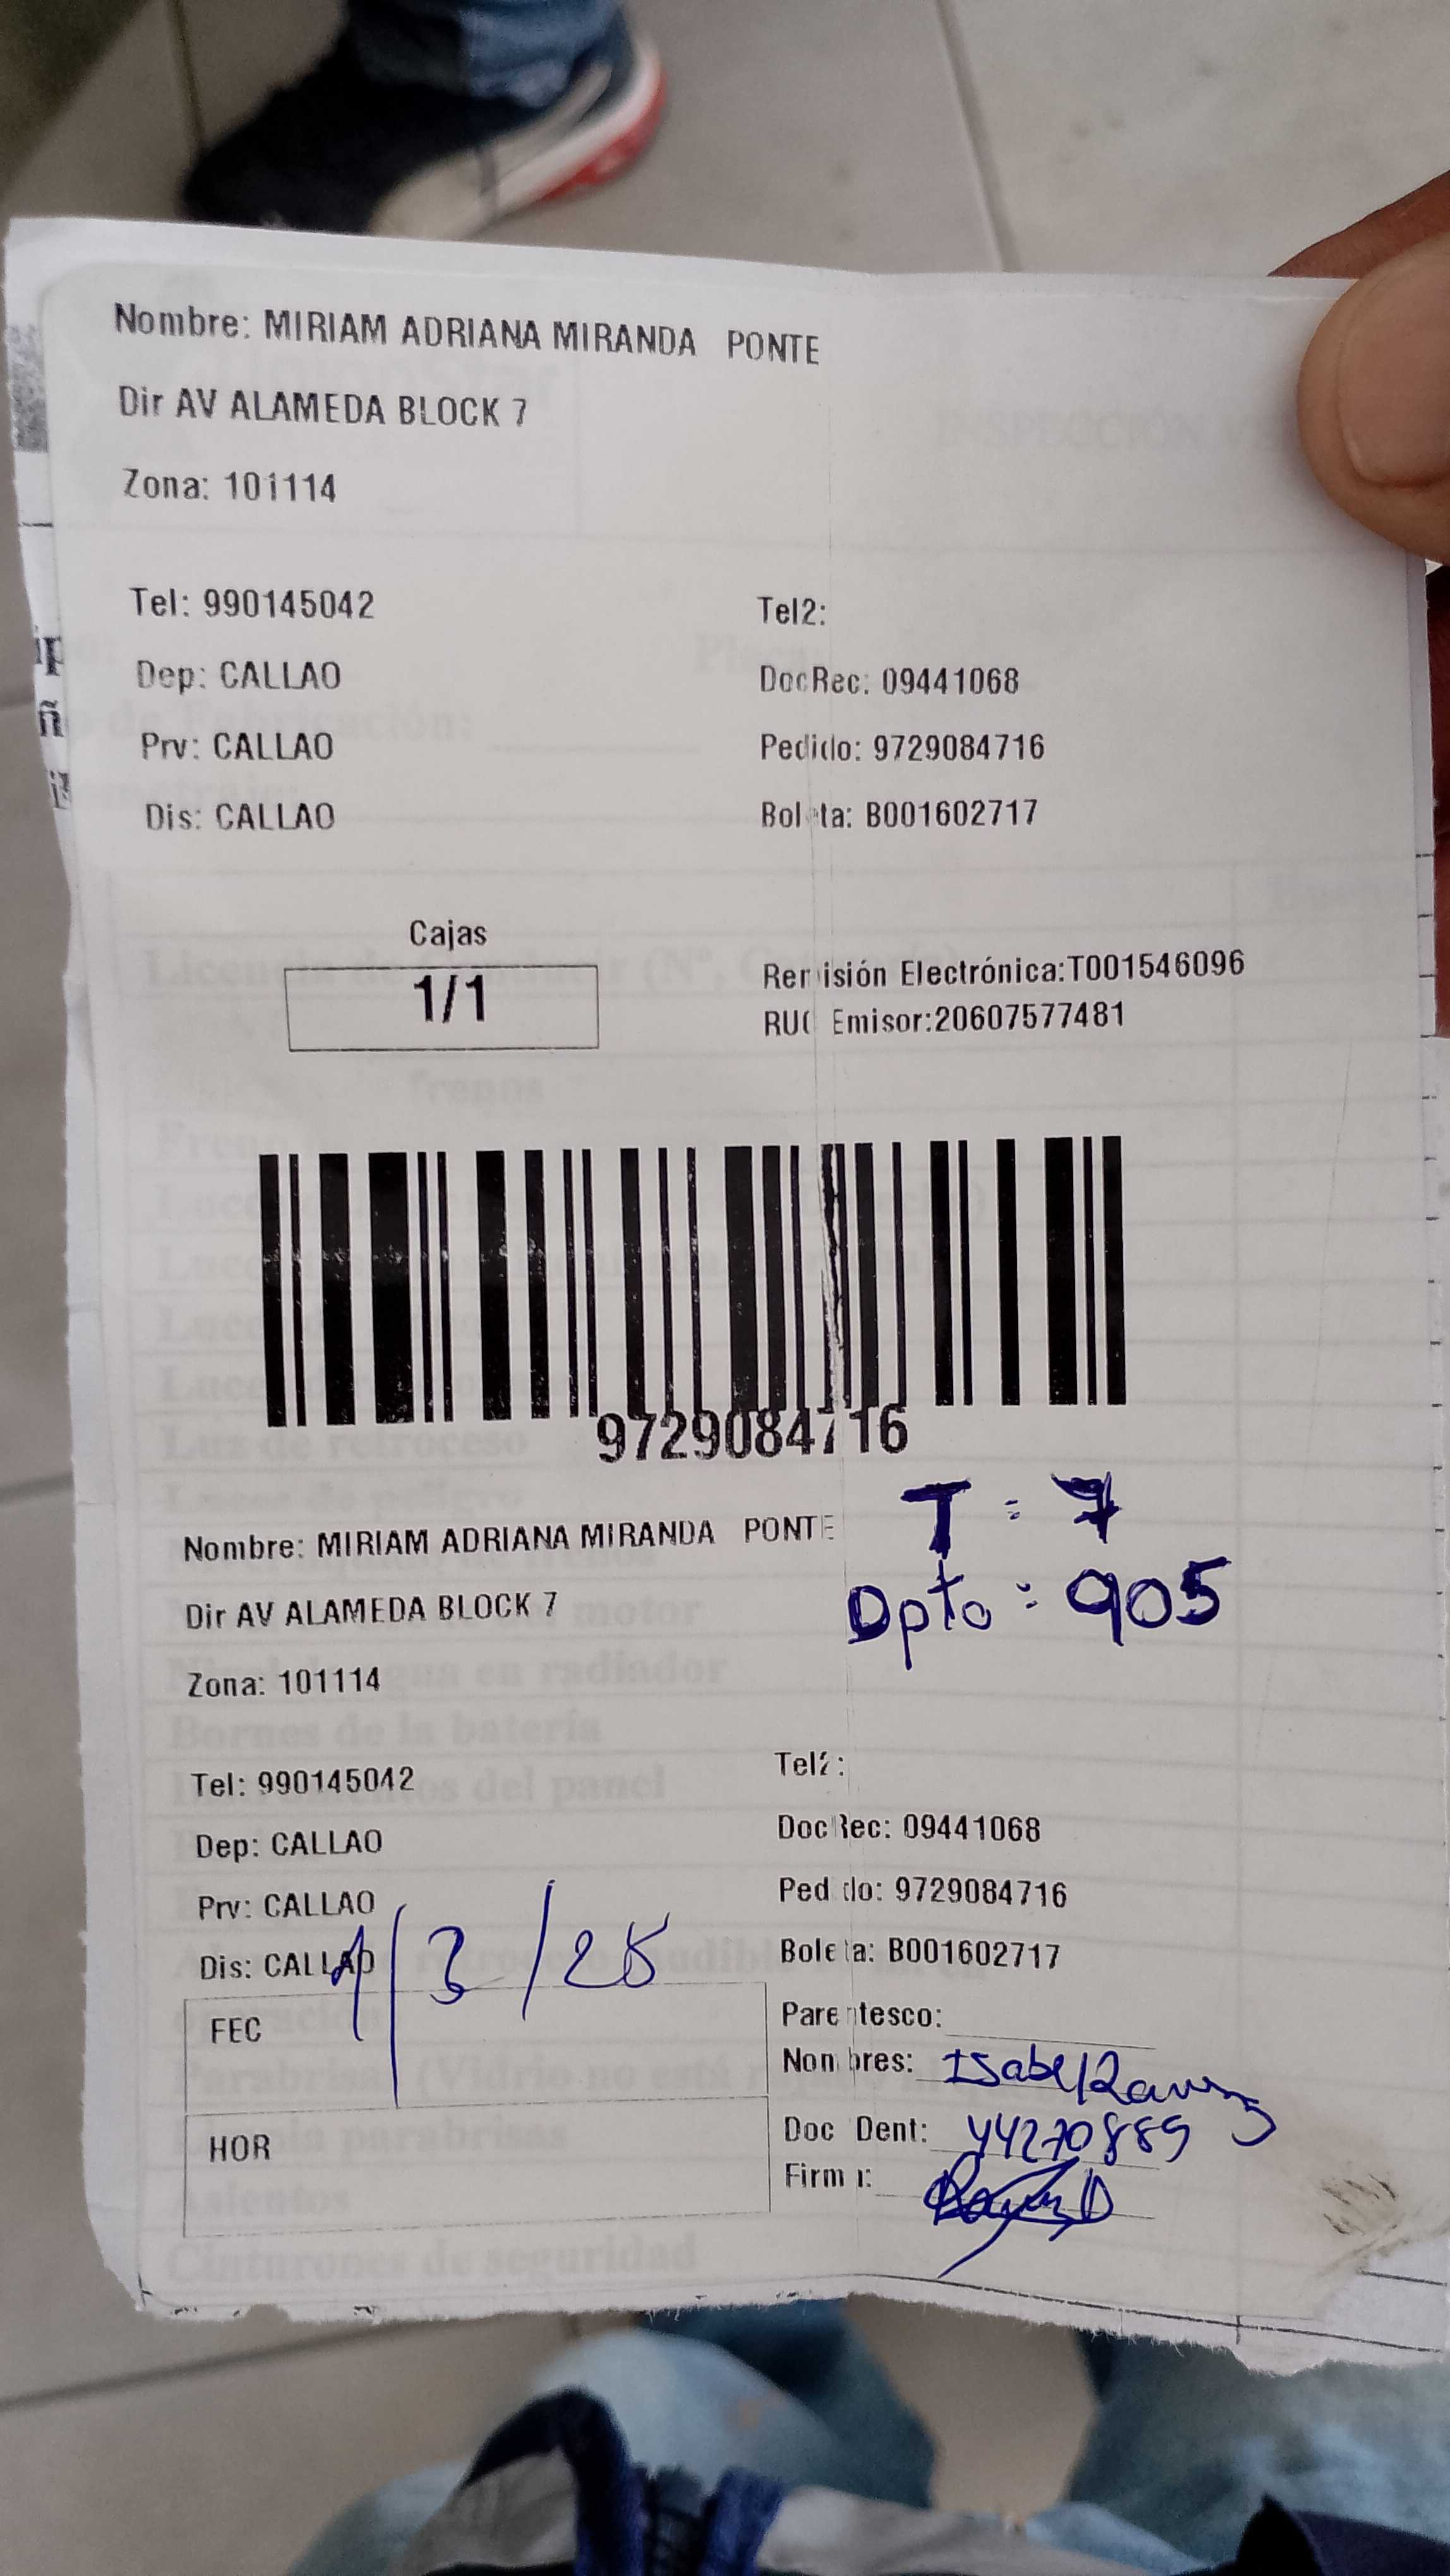 Nombre: MIRIAM ADRIANA MIRANDA PONTE
Dir AV ALAMEDA BLOCK 7
Zona: 101114
Tel: 990145042 Tel2:
Dep: CALLAO DocRec: 09441068
Prv: CALLAO Pedido: 9729084716
Dis: CALLAO Boleta: B001602717
Cajas
1/1
Remisión Electrónica:T001546096
RUC Emisor:20607577481
9729084716
T: 7
Dpto: 905
Nombre: MIRIAM ADRIANA MIRANDA PONTE
Dir AV ALAMEDA BLOCK 7
Zona: 101114
Tel: 990145042 Tel2:
Dep: CALLAO DocRec: 09441068
Prv: CALLAO Pedido: 9729084716
Dis: CALLAO Boleta: B001602717
FEC
Parentesco:
Nombres: Isabel
HOR
Doc Dent: 44270889
Firma: